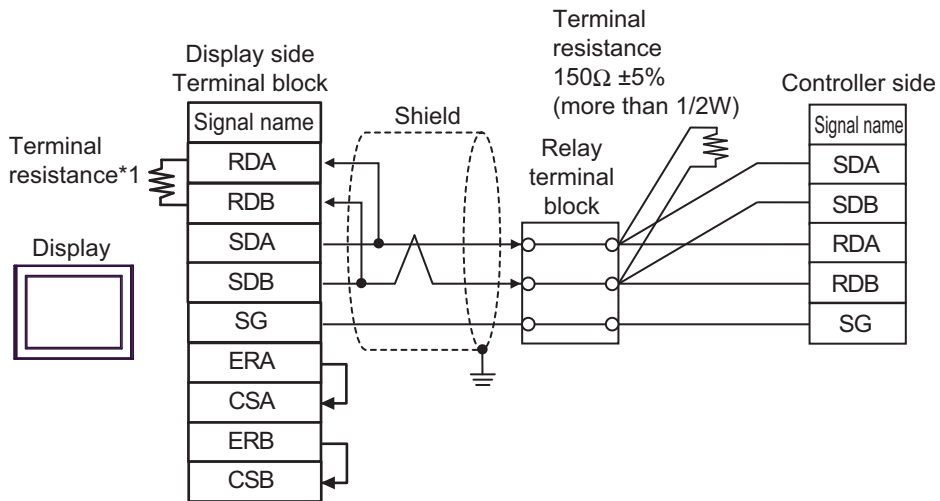 Terminal
resistance
150Ω ±5%
(more than 1/2W)
Display side
Terminal block
Controller side
Signal name
Shield
Signal name
Terminal
resistance*1
RDA
RDB
SDA
SDB
SG
ERA
CSA
ERB
CSB
Relay
terminal
block
SDA
SDB
RDA
RDB
SG
Display